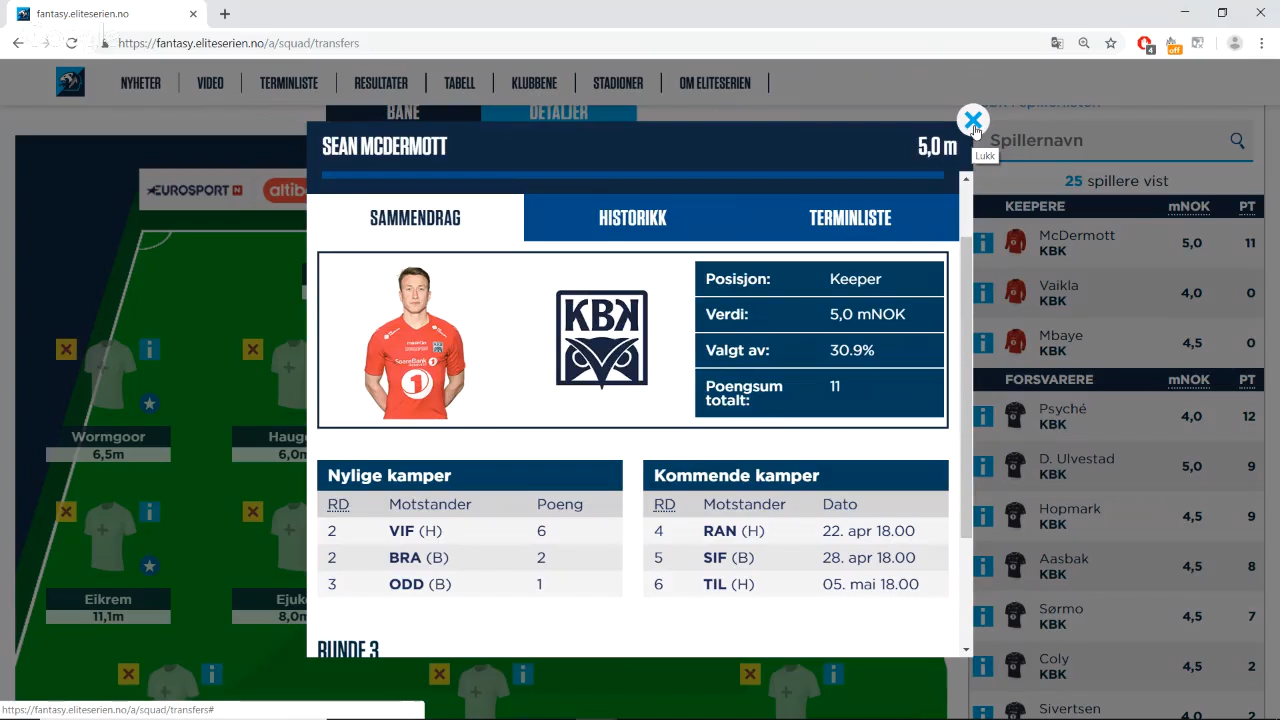 fantasy.eliteserien.no
https://fantasy.eliteserien.no/a/squad/transfers
4
off
NYHETER
VIDEO
TERMINLISTE
RESULTATER
TABELL
KLUBBENE
STADIONER
OM ELITESERIEN
BANE
DETALJER
SEAN MCDERMOTT
5,0 m
Lukk
Spillernavn
25 spillere vist
EUROSPORT N
SAMMENDRAG
HISTORIKK
TERMINLISTE
KBK
Posisjon: Keeper
Verdi: 5,0 mNOK
Valgt av: 30.9%
Poengsum totalt: 11
Nylige kamper
RD Motstander Poeng
2 VIF (H) 6
2 BRA (B) 2
3 ODD (B) 1
Kommende kamper
RD Motstander Dato
4 RAN (H) 22. apr 18.00
5 SIF (B) 28. apr 18.00
6 TIL (H) 05. mai 18.00
RUNDE 3
Wormgoor
6,5m
Eikrem
11,1m
KEEPERE mNOK PT
McDermott KBK 5,0 11
Vaikla KBK 4,0 0
Mbaye KBK 4,5 0
FORSVARERE mNOK PT
Psyché KBK 4,0 12
D. Ulvestad KBK 5,0 9
Hopmark KBK 4,5 9
Aasbak KBK 4,5 8
Sørmo KBK 4,5 7
Coly KBK 4,5 2
Sivertsen 4,0 2
https://fantasy.eliteserien.no/a/squad/transfers#